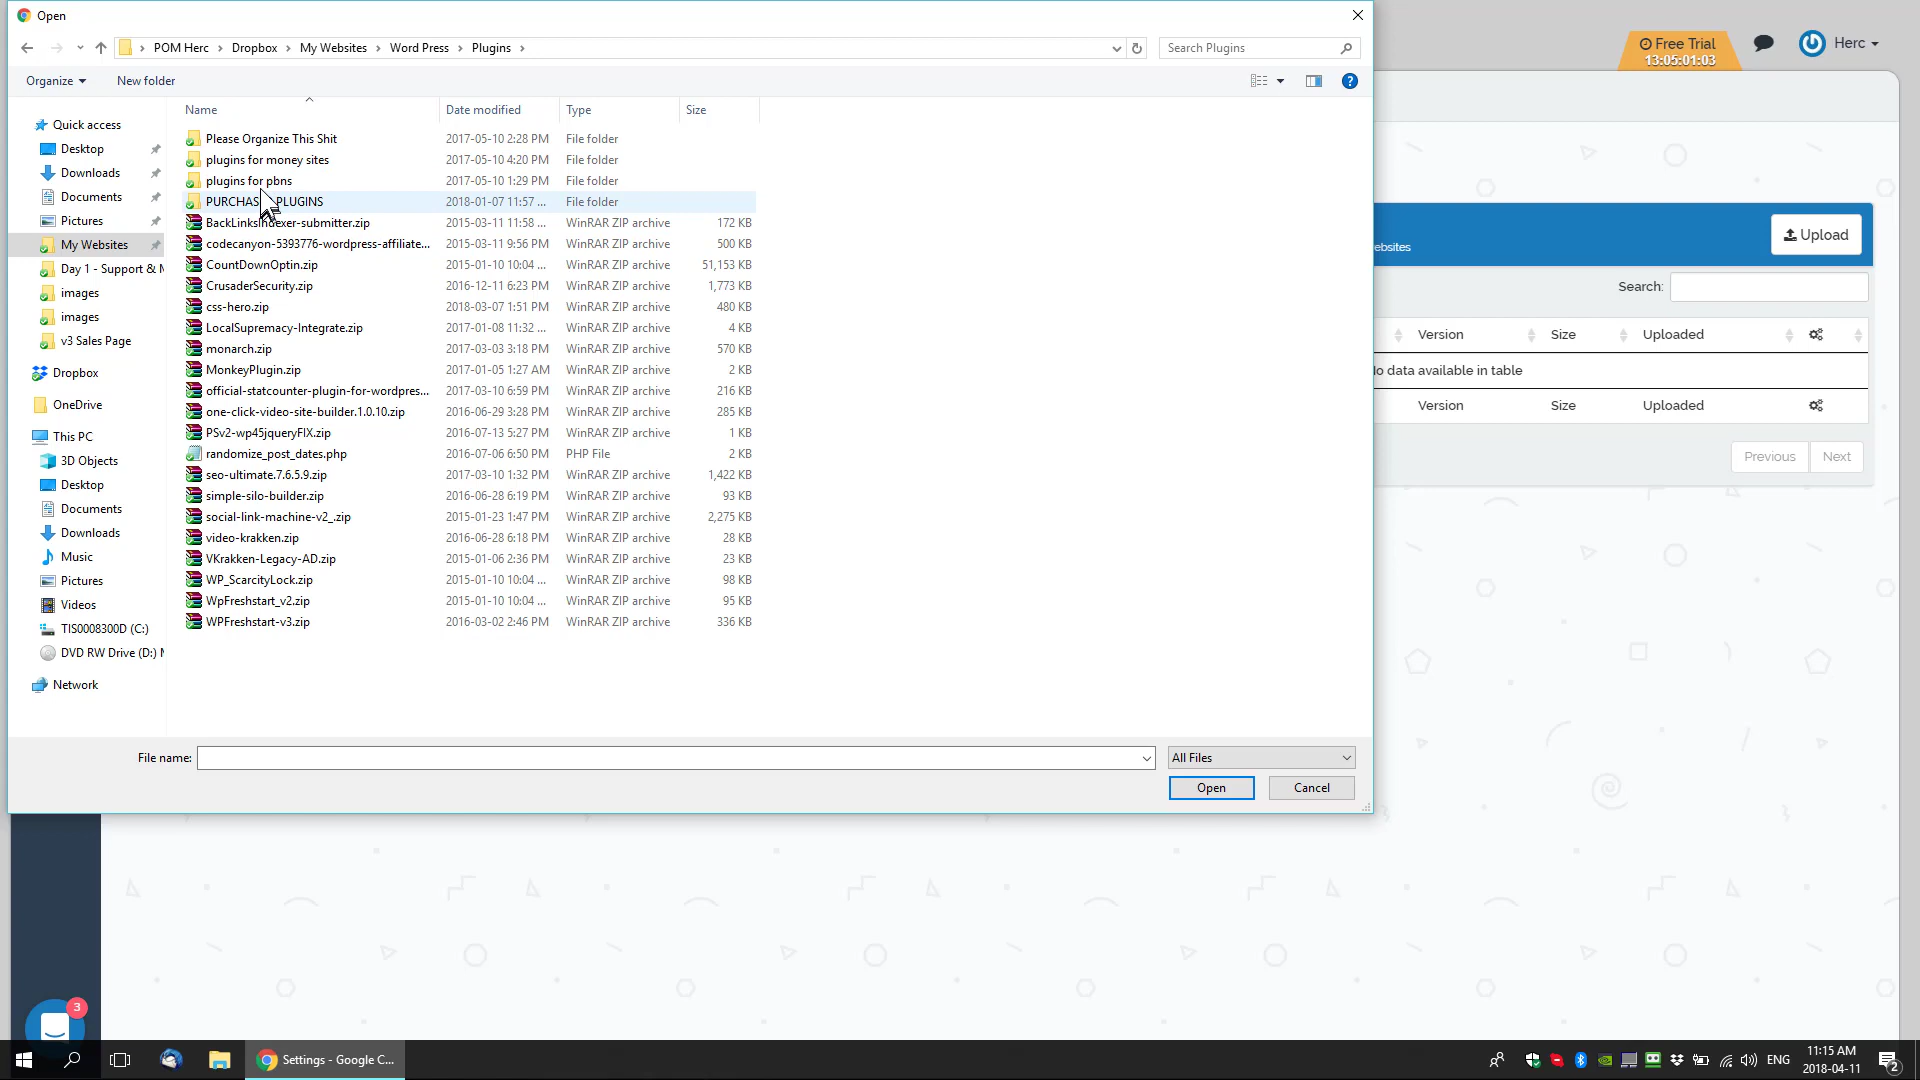 Open
POM Herc > Dropbox > My Websites > Word Press > Plugins >
Search Plugins
Organize
New folder
Name
Date modified
Type
Size
Quick access
Desktop
Downloads
Documents
Pictures
My Websites
Day 1 - Support & M
images
images
v3 Sales Page
Dropbox
OneDrive
This PC
3D Objects
Desktop
Documents
Downloads
Music
Pictures
Videos
TIS0008300D (C:)
DVD RW Drive (D:) M
Network
Please Organize This Shit 2017-05-10 2:28 PM File folder
plugins for money sites 2017-05-10 4:20 PM File folder
plugins for pbns 2017-05-10 1:29 PM File folder
PURCHAS PLUGINS 2018-01-07 11:57 ... File folder
BackLinksIndexer-submitter.zip 2015-03-11 11:58 ... WinRAR ZIP archive 172 KB
codecanyon-5393776-wordpress-affiliate... 2015-03-11 9:56 PM WinRAR ZIP archive 500 KB
CountDownOptin.zip 2015-01-10 10:04 ... WinRAR ZIP archive 51,153 KB
CrusaderSecurity.zip 2016-12-11 6:23 PM WinRAR ZIP archive 1,773 KB
css-hero.zip 2018-03-07 1:51 PM WinRAR ZIP archive 480 KB
LocalSupremacy-Integrate.zip 2017-01-08 11:32 ... WinRAR ZIP archive 4 KB
monarch.zip 2017-03-03 3:18 PM WinRAR ZIP archive 570 KB
MonkeyPlugin.zip 2017-01-05 1:27 AM WinRAR ZIP archive 2 KB
official-statcounter-plugin-for-wordpres... 2017-03-10 6:59 PM WinRAR ZIP archive 216 KB
one-click-video-site-builder.1.0.10.zip 2016-06-29 3:28 PM WinRAR ZIP archive 285 KB
PSv2-wp45jqueryFIX.zip 2016-07-13 5:27 PM WinRAR ZIP archive 1 KB
randomize_post_dates.php 2016-07-06 6:50 PM PHP File 2 KB
seo-ultimate.7.6.5.9.zip 2017-03-10 1:32 PM WinRAR ZIP archive 1,422 KB
simple-silo-builder.zip 2016-06-28 6:19 PM WinRAR ZIP archive 93 KB
social-link-machine-v2_.zip 2015-01-23 1:47 PM WinRAR ZIP archive 2,275 KB
video-krakken.zip 2016-06-28 6:18 PM WinRAR ZIP archive 28 KB
VKrakken-Legacy-AD.zip 2015-01-06 2:36 PM WinRAR ZIP archive 23 KB
WP_ScarcityLock.zip 2015-01-10 10:04 ... WinRAR ZIP archive 98 KB
WpFreshstart_v2.zip 2015-01-10 10:04 ... WinRAR ZIP archive 95 KB
WPFreshstart-v3.zip 2016-03-02 2:46 PM WinRAR ZIP archive 336 KB
File name:
All Files
Open
Cancel
Free Trial
13:05:01:03
Herc
ebsites
Upload
Search:
Version Size Uploaded
o data available in table
Version Size Uploaded
Previous Next
3
Settings - Google C...
ENG
11:15 AM
2018-04-11
2